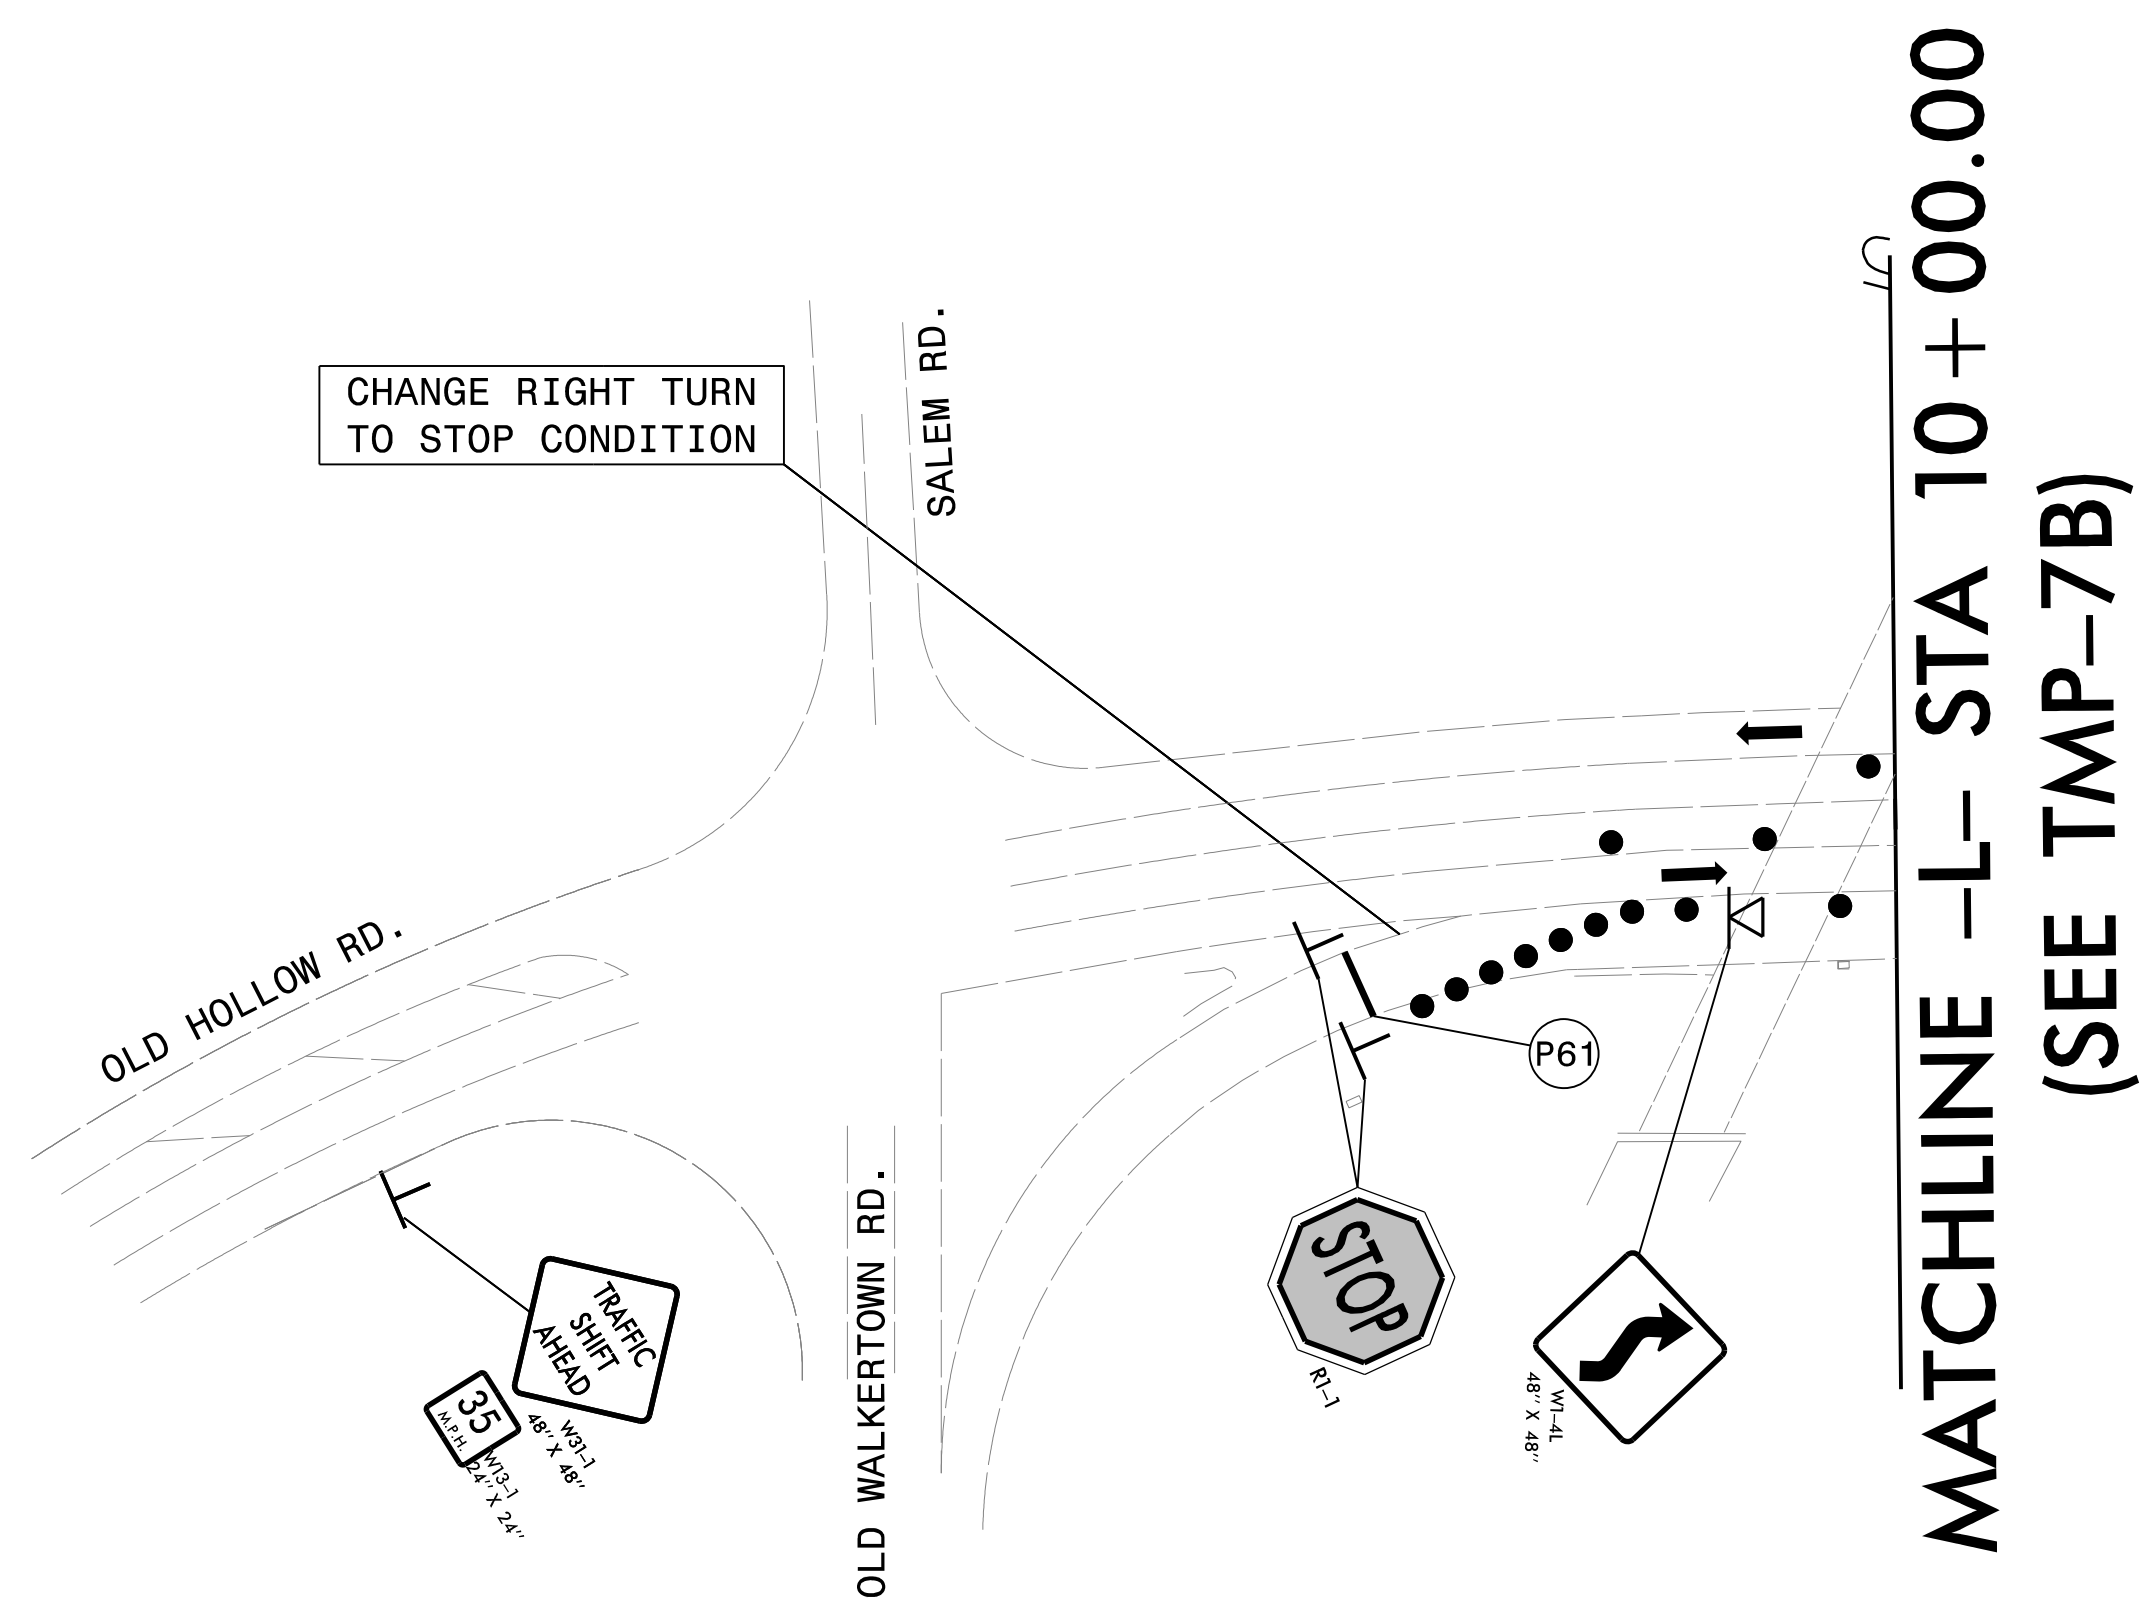 CHANGE RIGHT TURN
TO STOP CONDITION
SALEM RD.
OLD HOLLOW RD.
OLD WALKERTOWN RD.
TRAFFIC
SHIFT
AHEAD
W31-1
48" X 48"
35
M.P.H.
W13-1
24" X 24"
STOP
R1-1
P61
W1-4L
48" X 48"
MATCHLINE -L- STA 10+00.00
(SEE TMP-7B)